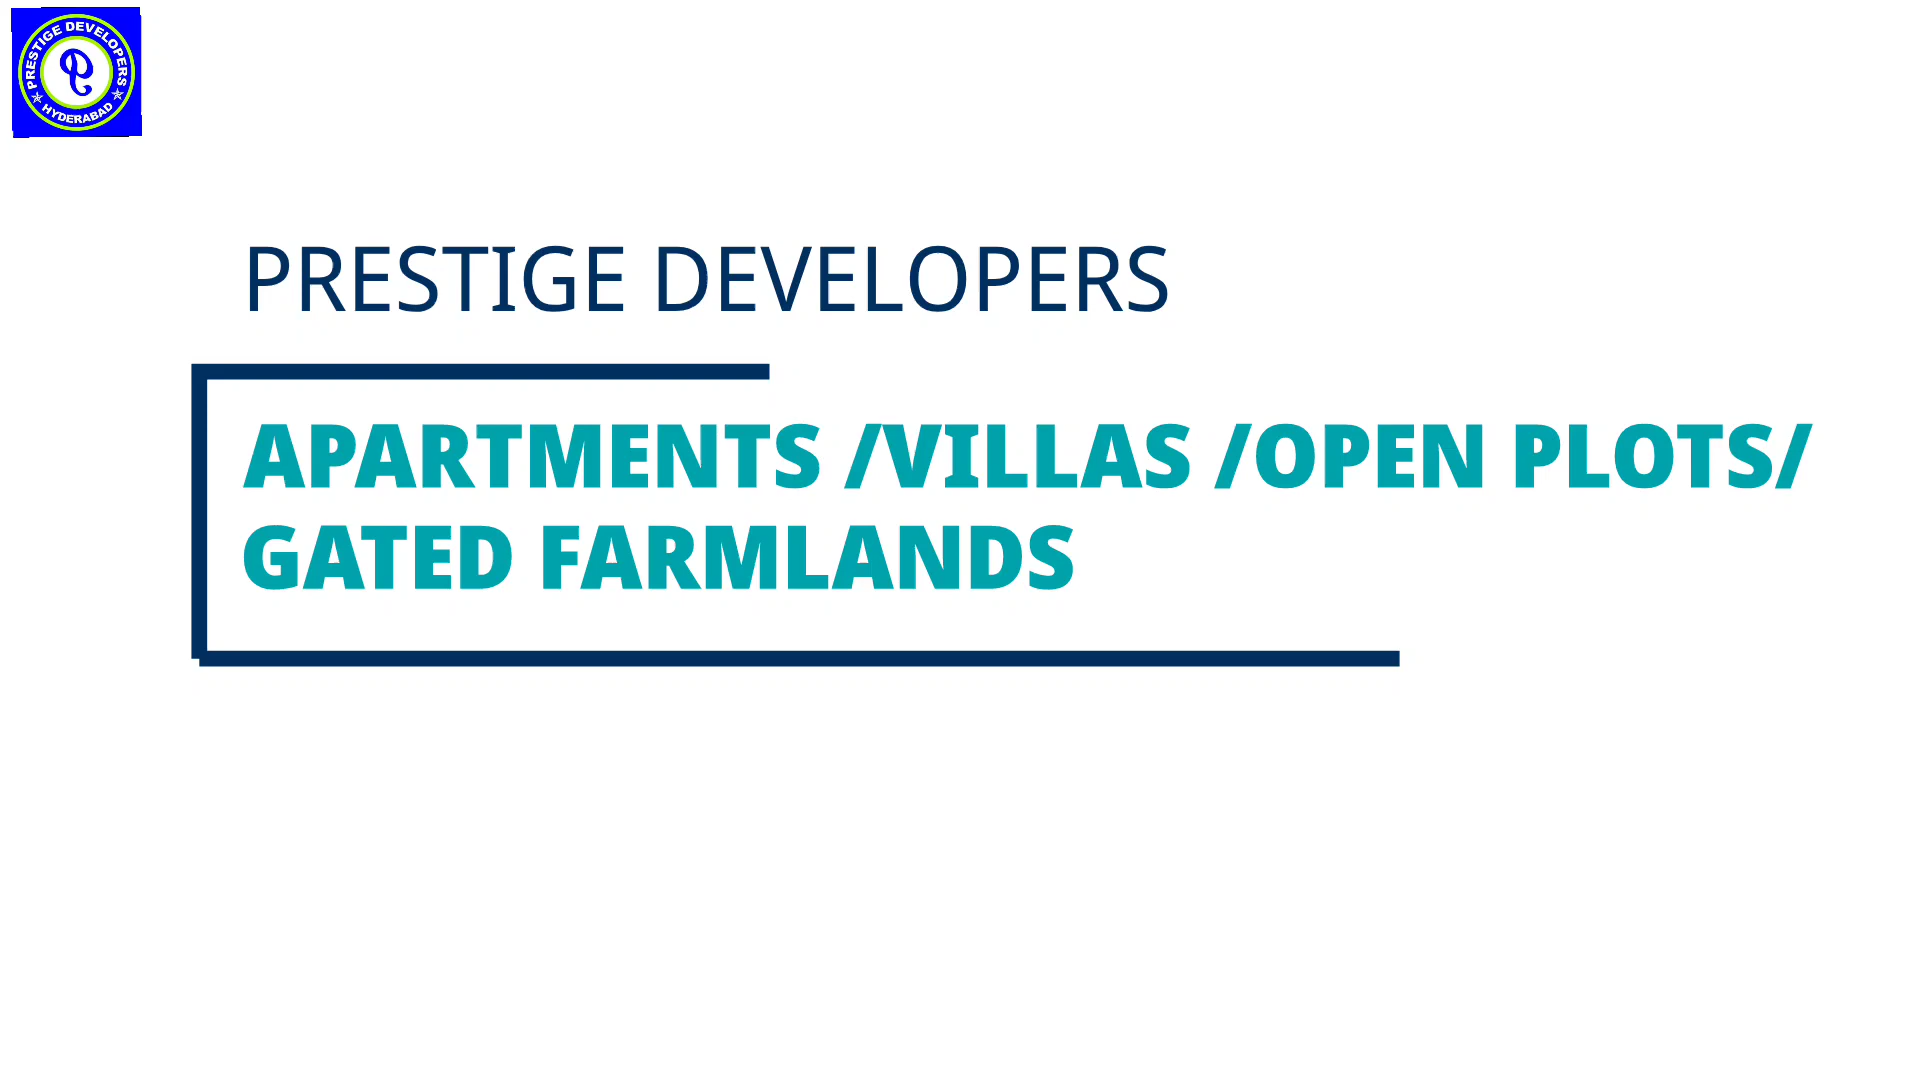 PRESTIGE DEVELOPERS
HYDERABAD
PRESTIGE DEVELOPERS
APARTMENTS /VILLAS /OPEN PLOTS/
GATED FARMLANDS